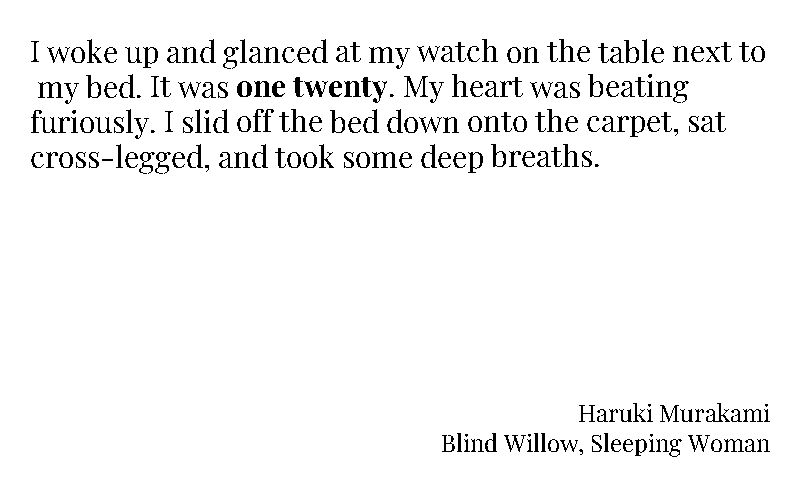 I woke up and glanced at my watch on the table next to
my bed. It was one twenty. My heart was beating
furiously. I slid off the bed down onto the carpet, sat
cross-legged, and took some deep breaths.
Haruki Murakami
Blind Willow, Sleeping Woman